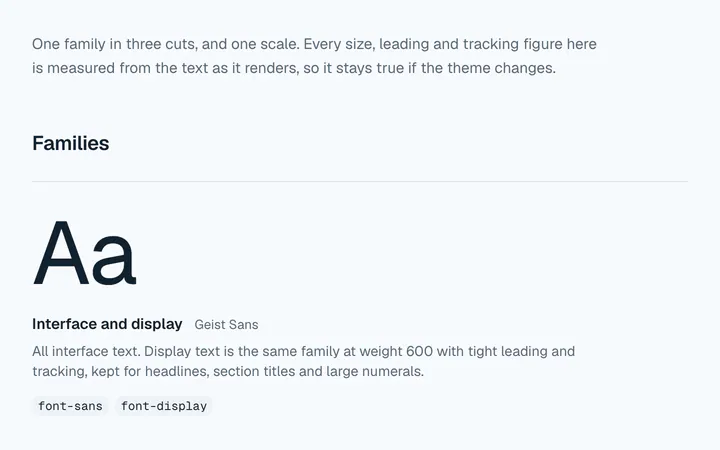 One family in three cuts, and one scale. Every size, leading and tracking figure here
is measured from the text as it renders, so it stays true if the theme changes.
Families
Aa
Interface and display Geist Sans
All interface text. Display text is the same family at weight 600 with tight leading and
tracking, kept for headlines, section titles and large numerals.
font-sans font-display